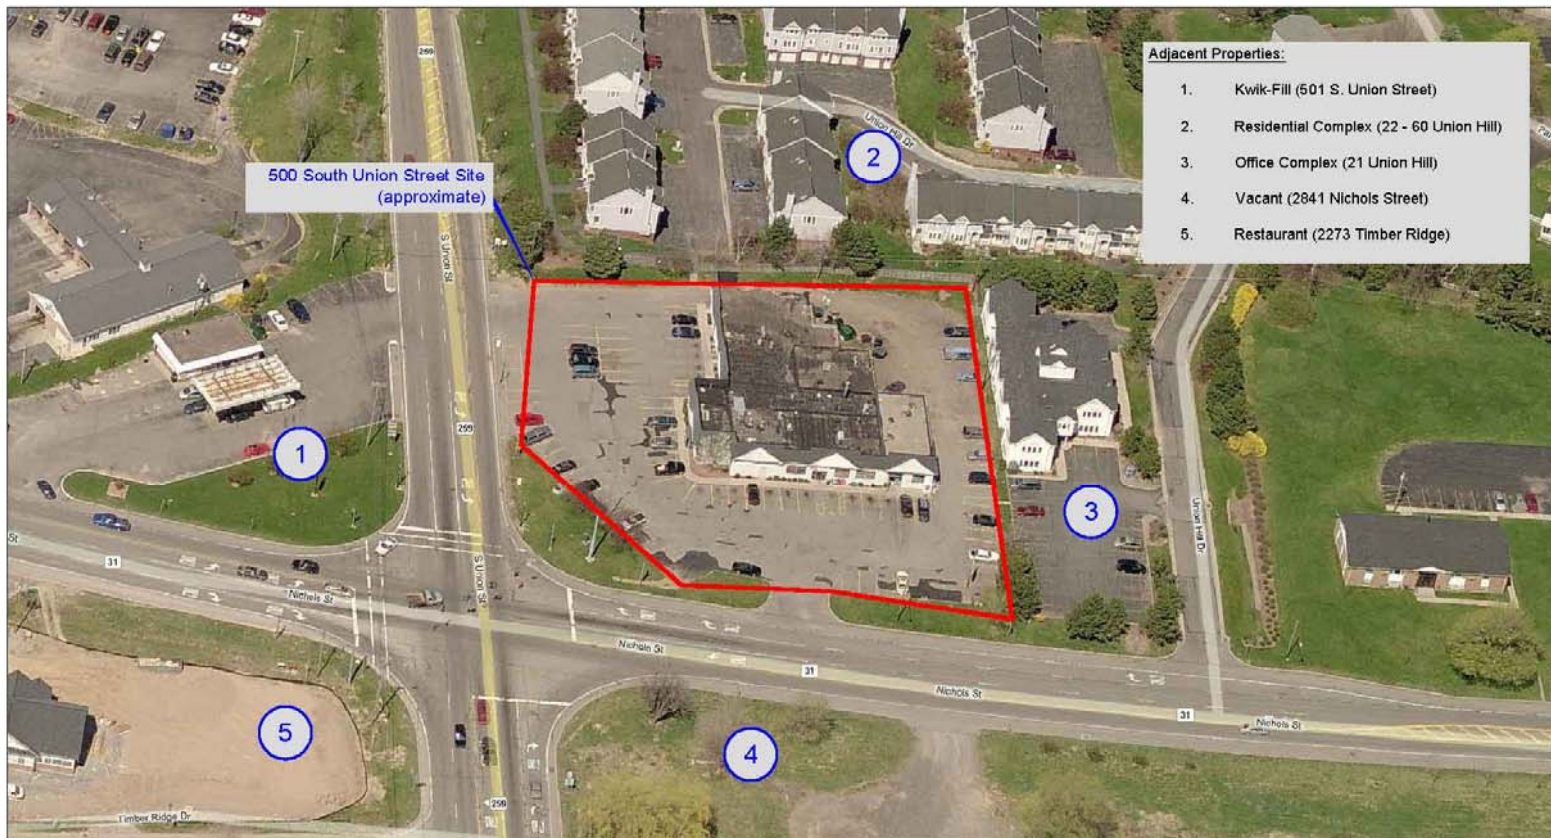 Adjacent Properties:
1. Kwik-Fill (501 S. Union Street)
2. Residential Complex (22 - 60 Union Hill)
3. Office Complex (21 Union Hill)
4. Vacant (2841 Nichols Street)
5. Restaurant (2273 Timber Ridge)
259
Union Hill Dr
2
500 South Union Street Site
(approximate)
S Union St
259
1
3
Union Hill Dr
St
31
S Union St
Nichols St
Nichols St
31
Nichols St
31
Nichols St
5
4
259
Timber Ridge Dr